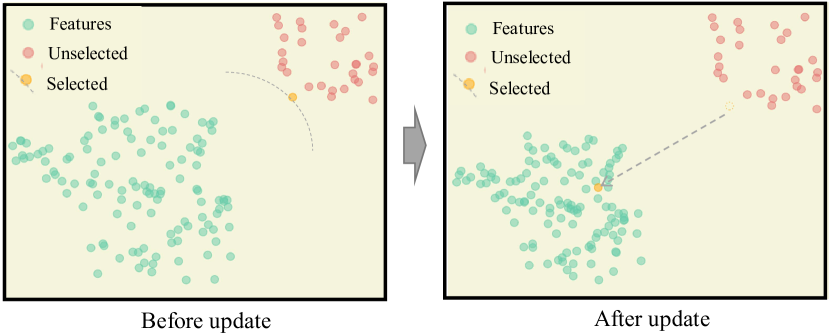 Features
Unselected
Selected
Before update
Features
Unselected
Selected
After update